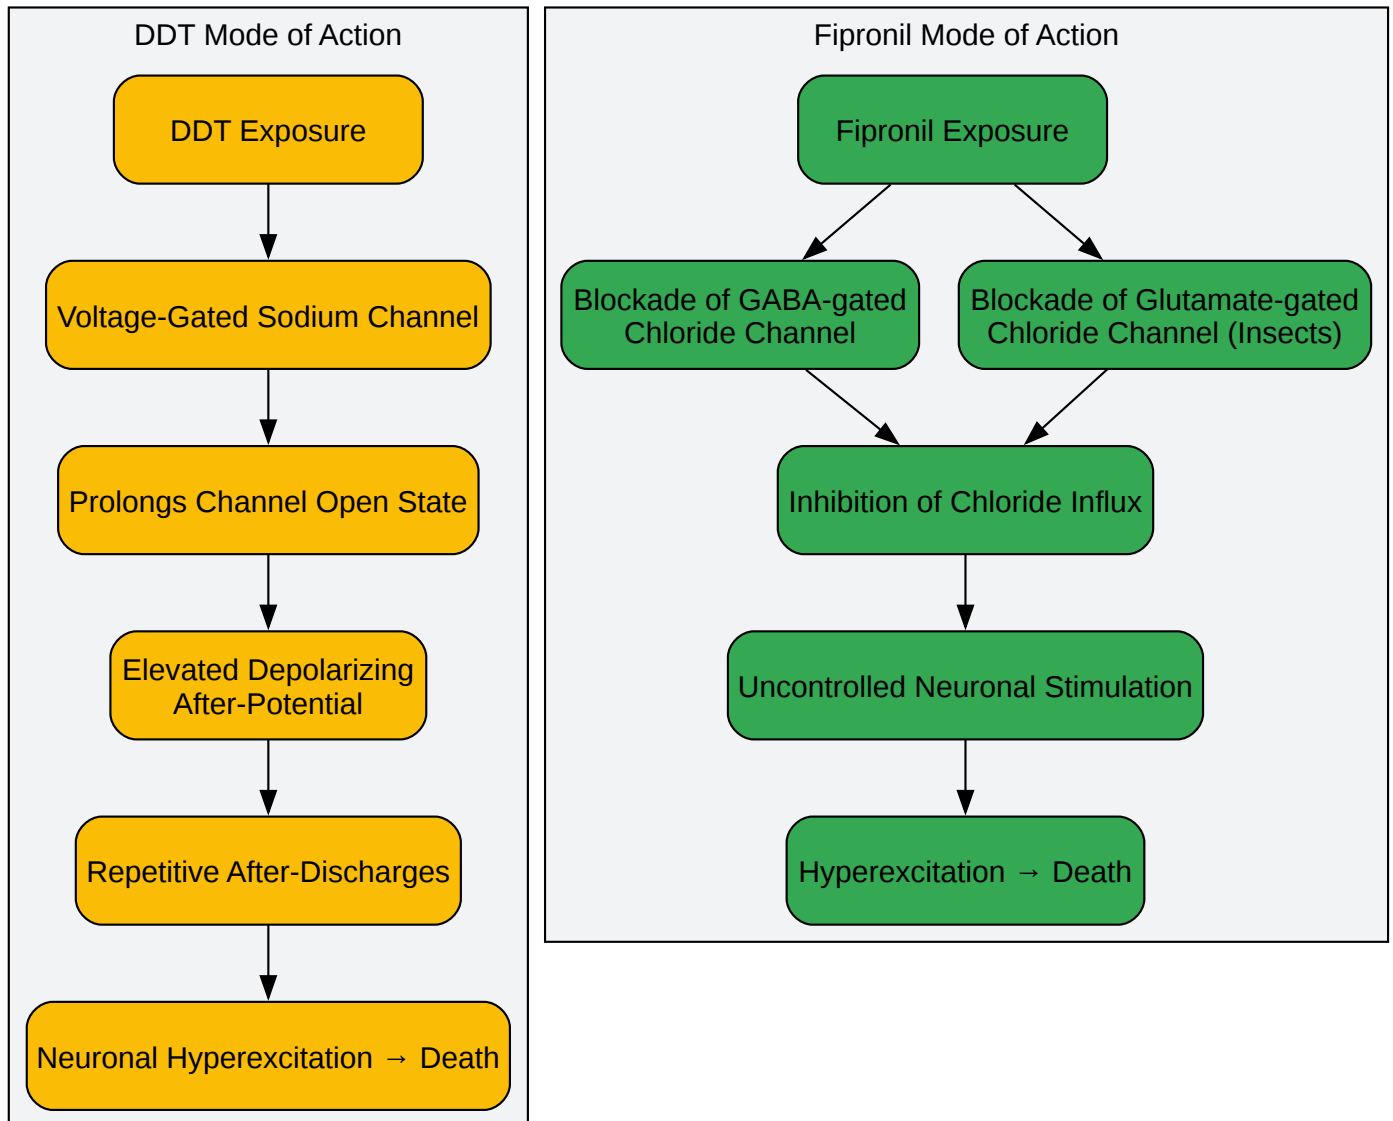 DDT Mode of Action
DDT Exposure
Voltage-Gated Sodium Channel
Prolongs Channel Open State
Elevated Depolarizing
After-Potential
Repetitive After-Discharges
Neuronal Hyperexcitation → Death
Fipronil Mode of Action
Fipronil Exposure
Blockade of GABA-gated
Chloride Channel
Blockade of Glutamate-gated
Chloride Channel (Insects)
Inhibition of Chloride Influx
Uncontrolled Neuronal Stimulation
Hyperexcitation → Death